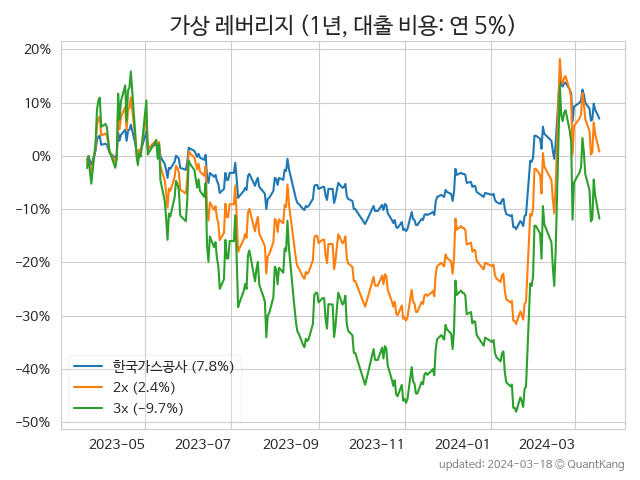 가상 레버리지 (1년, 대출 비용: 연 5%)
20%
10%
0%
−10%
−20%
−30%
−40%
−50%
한국가스공사 (7.8%)
2x (2.4%)
3x (−9.7%)
2023-05
2023-07
2023-09
2023-11
2024-01
2024-03
updated: 2024-03-18 © QuantKang